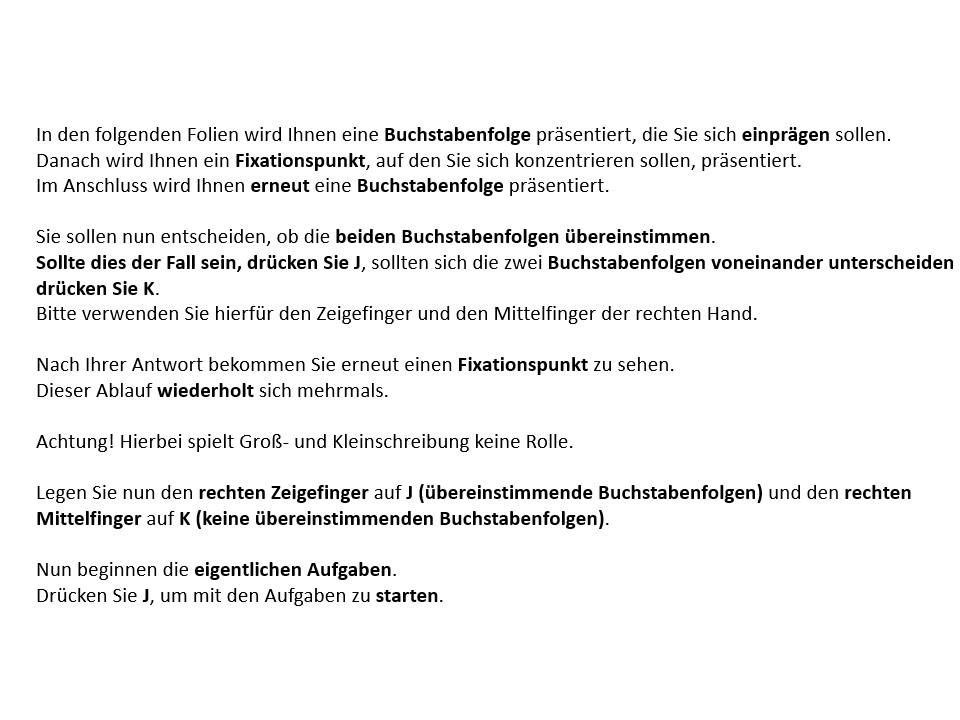 In den folgenden Folien wird Ihnen eine Buchstabenfolge präsentiert, die Sie sich einprägen sollen.
Danach wird Ihnen ein Fixationspunkt, auf den Sie sich konzentrieren sollen, präsentiert.
Im Anschluss wird Ihnen erneut eine Buchstabenfolge präsentiert.
Sie sollen nun entscheiden, ob die beiden Buchstabenfolgen übereinstimmen.
Sollte dies der Fall sein, drücken Sie J, sollten sich die zwei Buchstabenfolgen voneinander unterscheiden
drücken Sie K.
Bitte verwenden Sie hierfür den Zeigefinger und den Mittelfinger der rechten Hand.
Nach Ihrer Antwort bekommen Sie erneut einen Fixationspunkt zu sehen.
Dieser Ablauf wiederholt sich mehrmals.
Achtung! Hierbei spielt Groß- und Kleinschreibung keine Rolle.
Legen Sie nun den rechten Zeigefinger auf J (übereinstimmende Buchstabenfolgen) und den rechten
Mittelfinger auf K (keine übereinstimmenden Buchstabenfolgen).
Nun beginnen die eigentlichen Aufgaben.
Drücken Sie J, um mit den Aufgaben zu starten.